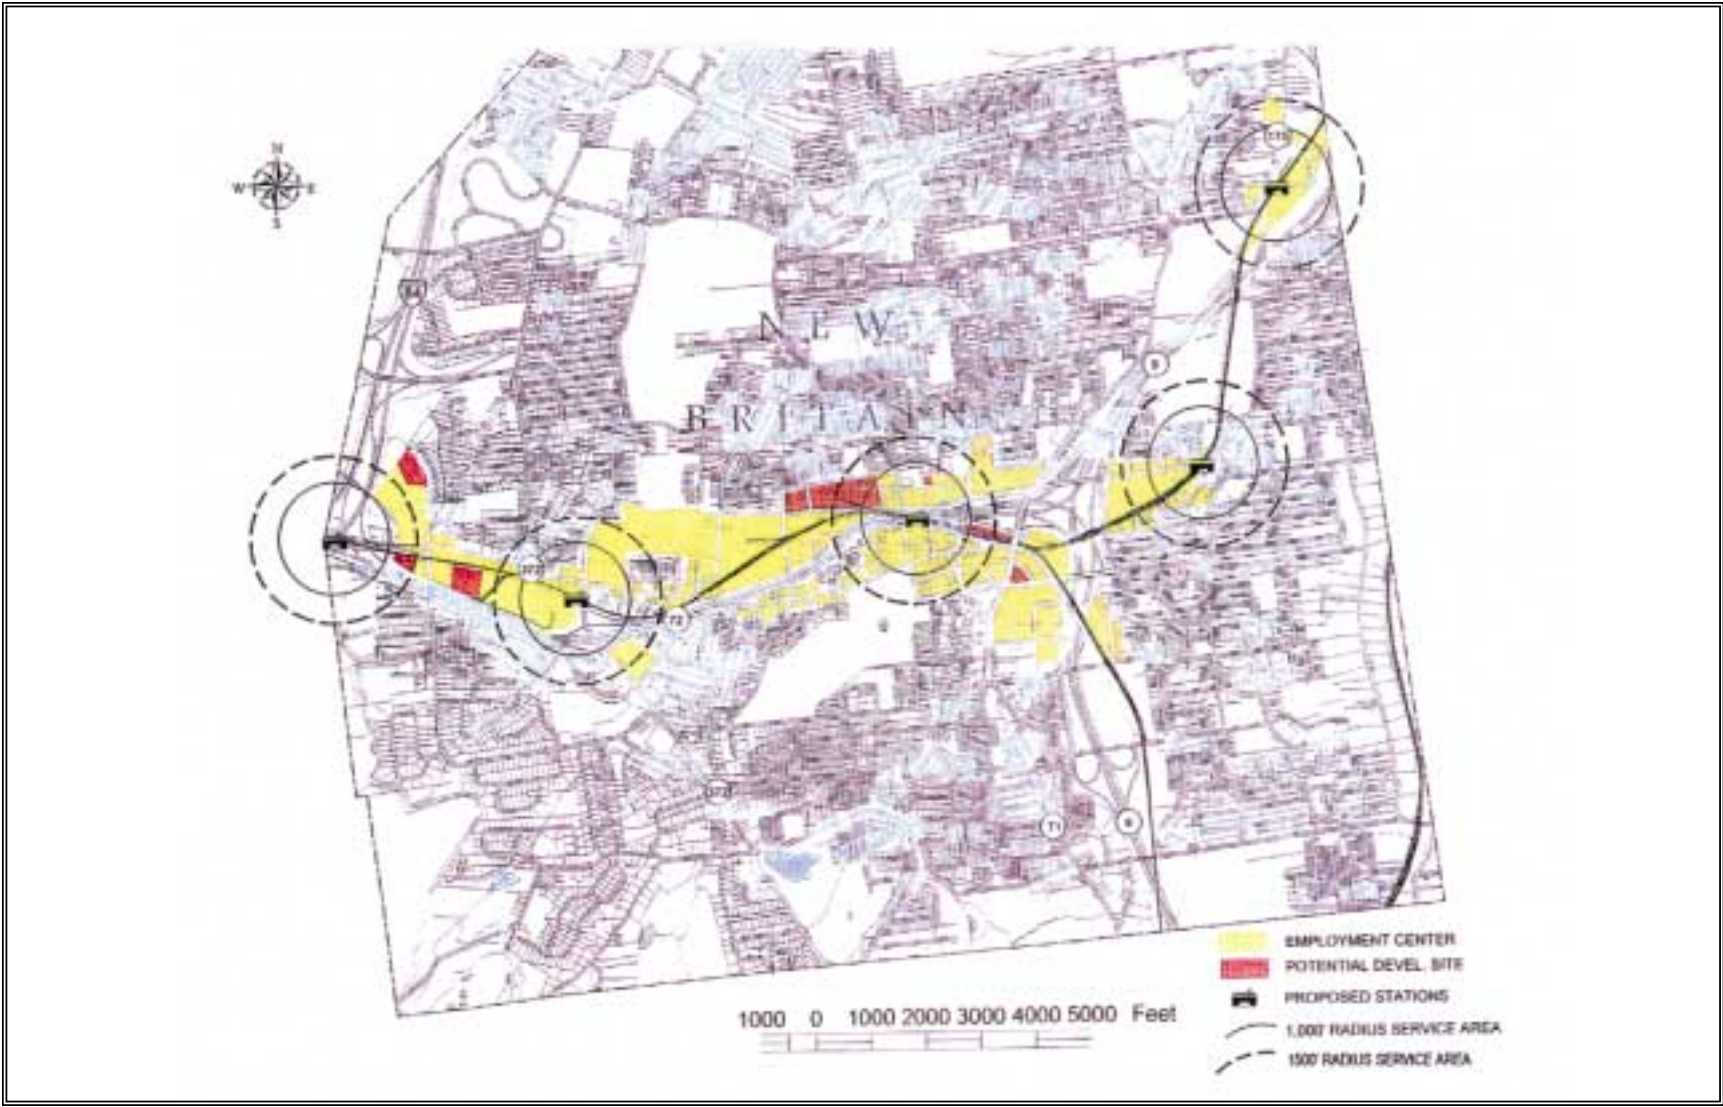 N
W E
S
84
175
NEW
9
BRITAIN
372
72
71
9
EMPLOYMENT CENTER
POTENTIAL DEVEL. SITE
PROPOSED STATIONS
1,000' RADIUS SERVICE AREA
1500' RADIUS SERVICE AREA
1000 0 1000 2000 3000 4000 5000 Feet